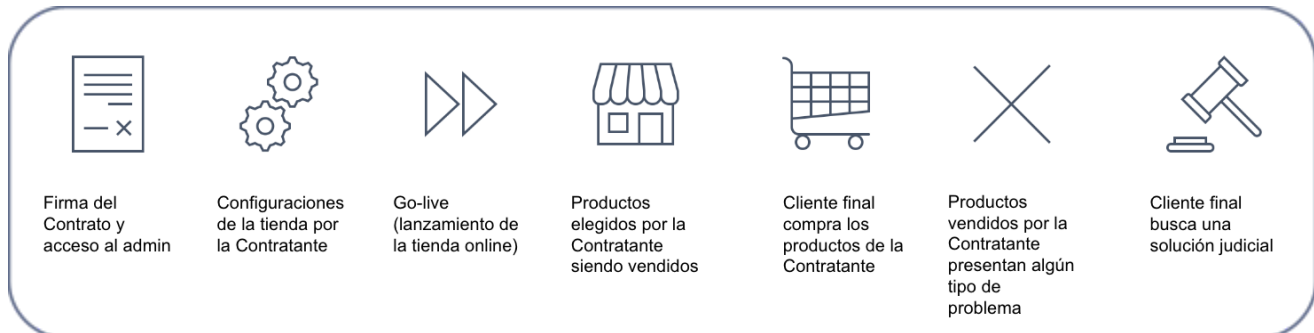 Firma del
Contrato y
acceso al admin
Configuraciones
de la tienda por
la Contratante
Go-live
(lanzamiento de
la tienda online)
Productos
elegidos por la
Contratante
siendo vendidos
Cliente final
compra los
productos de la
Contratante
Productos
vendidos por la
Contratante
presentan algún
tipo de
problema
Cliente final
busca una
solución judicial